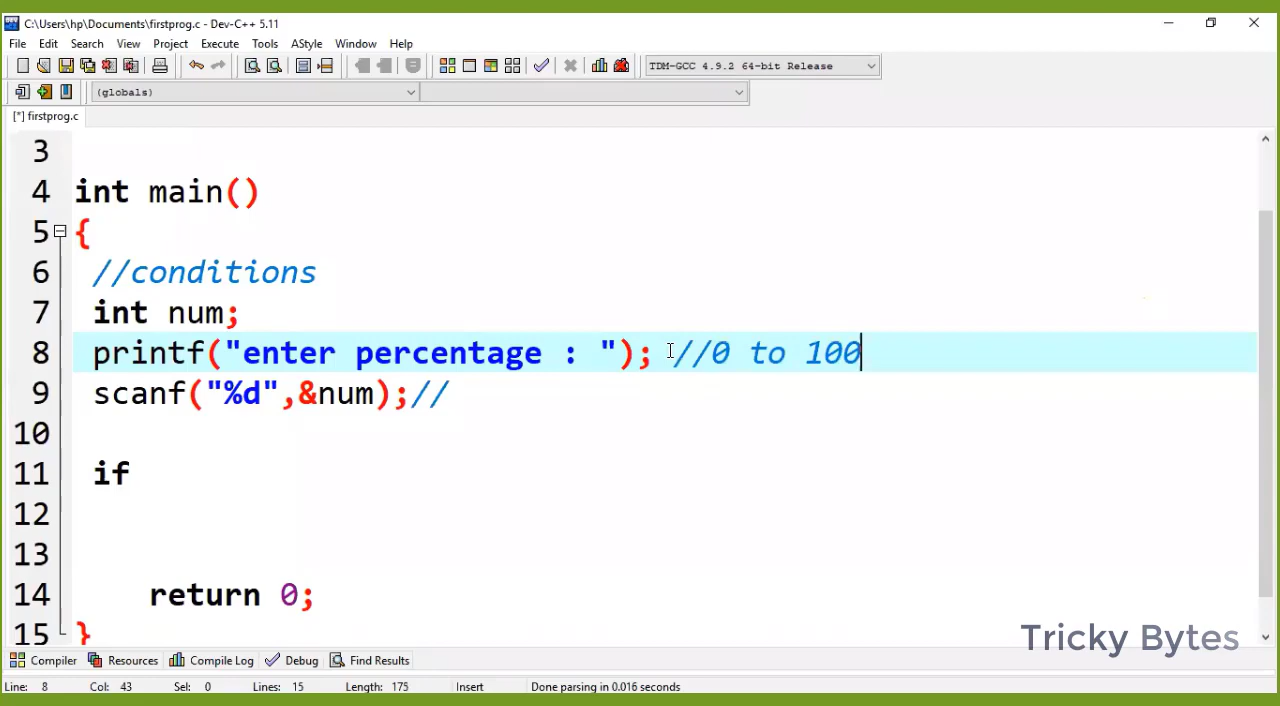 C:\Users\hp\Documents\firstprog.c - Dev-C++ 5.11
File Edit Search View Project Execute Tools AStyle Window Help
TDM-GCC 4.9.2 64-bit Release
(globals)
[*] firstprog.c
3
4 int main()
5 {
6 //conditions
7 int num;
8 printf("enter percentage : "); //0 to 100
9 scanf("%d",&num);//
10
11 if
12
13
14 return 0;
15 }
Tricky Bytes
Compiler Resources Compile Log Debug Find Results
Line: 8 Col: 43 Sel: 0 Lines: 15 Length: 175 Insert Done parsing in 0.016 seconds